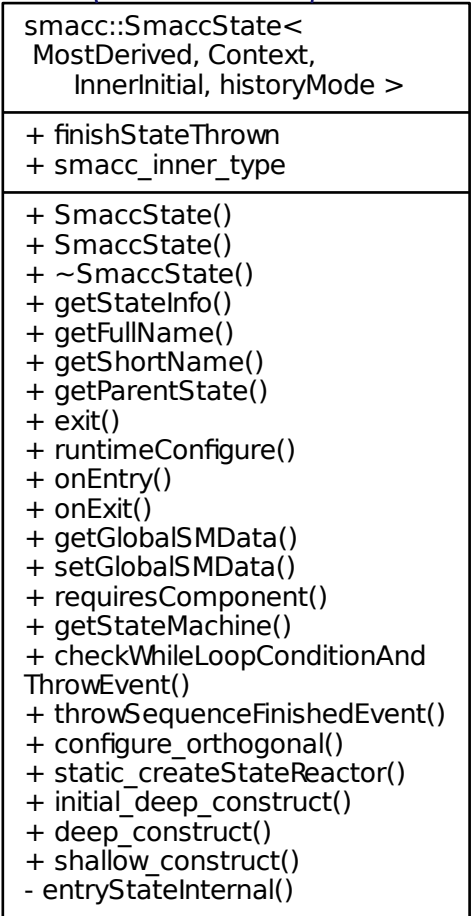 smacc::SmaccState<
MostDerived, Context,
InnerInitial, historyMode >
+ finishStateThrown
+ smacc_inner_type
+ SmaccState()
+ SmaccState()
+ ~SmaccState()
+ getStateInfo()
+ getFullName()
+ getShortName()
+ getParentState()
+ exit()
+ runtimeConfigure()
+ onEntry()
+ onExit()
+ getGlobalSMData()
+ setGlobalSMData()
+ requiresComponent()
+ getStateMachine()
+ checkWhileLoopConditionAnd
ThrowEvent()
+ throwSequenceFinishedEvent()
+ configure_orthogonal()
+ static_createStateReactor()
+ initial_deep_construct()
+ deep_construct()
+ shallow_construct()
- entryStateInternal()